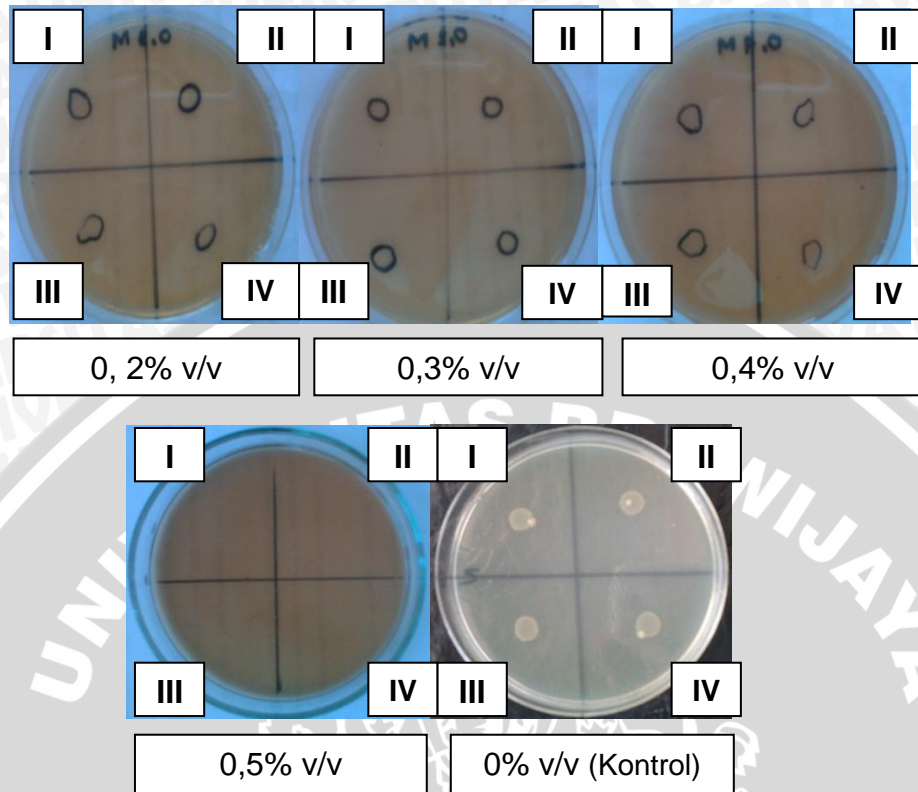 I II I II I II
III IV III IV III IV
0, 2% v/v 0,3% v/v 0,4% v/v
I II I II
III IV III IV
0,5% v/v 0% v/v (Kontrol)